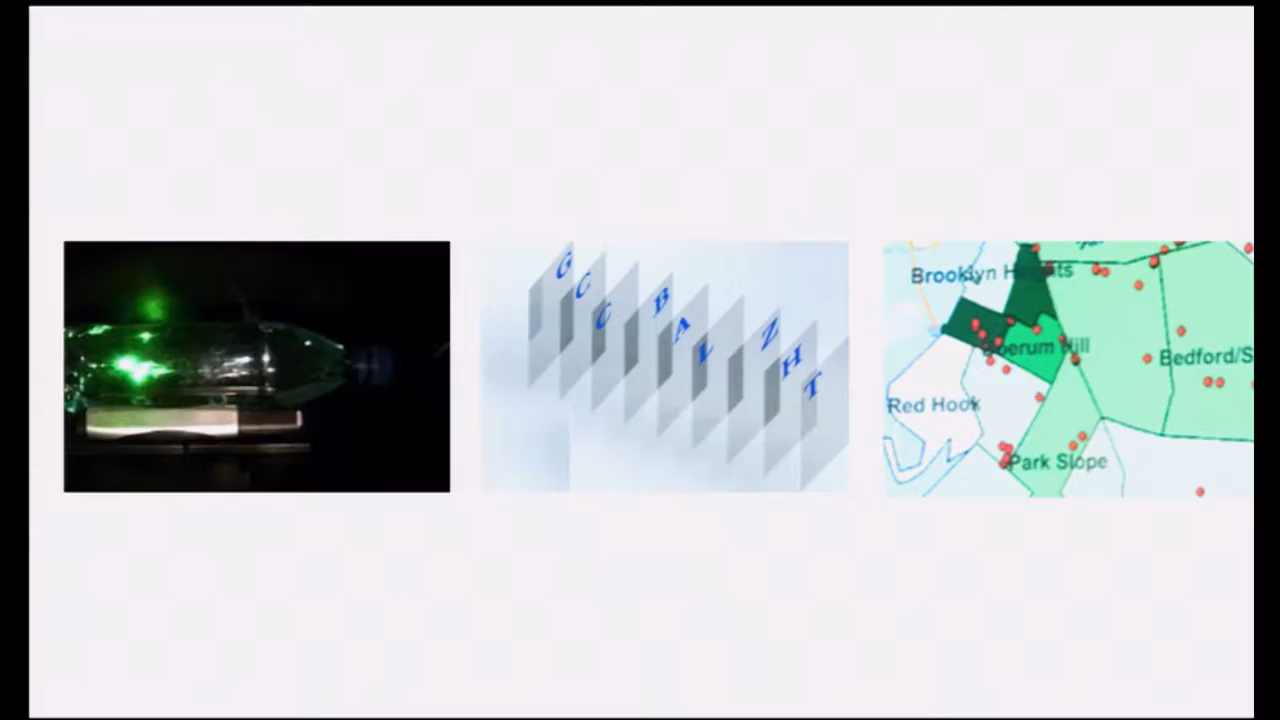 G
C
C
B
A
L
Z
H
T
Brooklyn Heights
Boerum Hill
Bedford/S
Red Hook
Park Slope